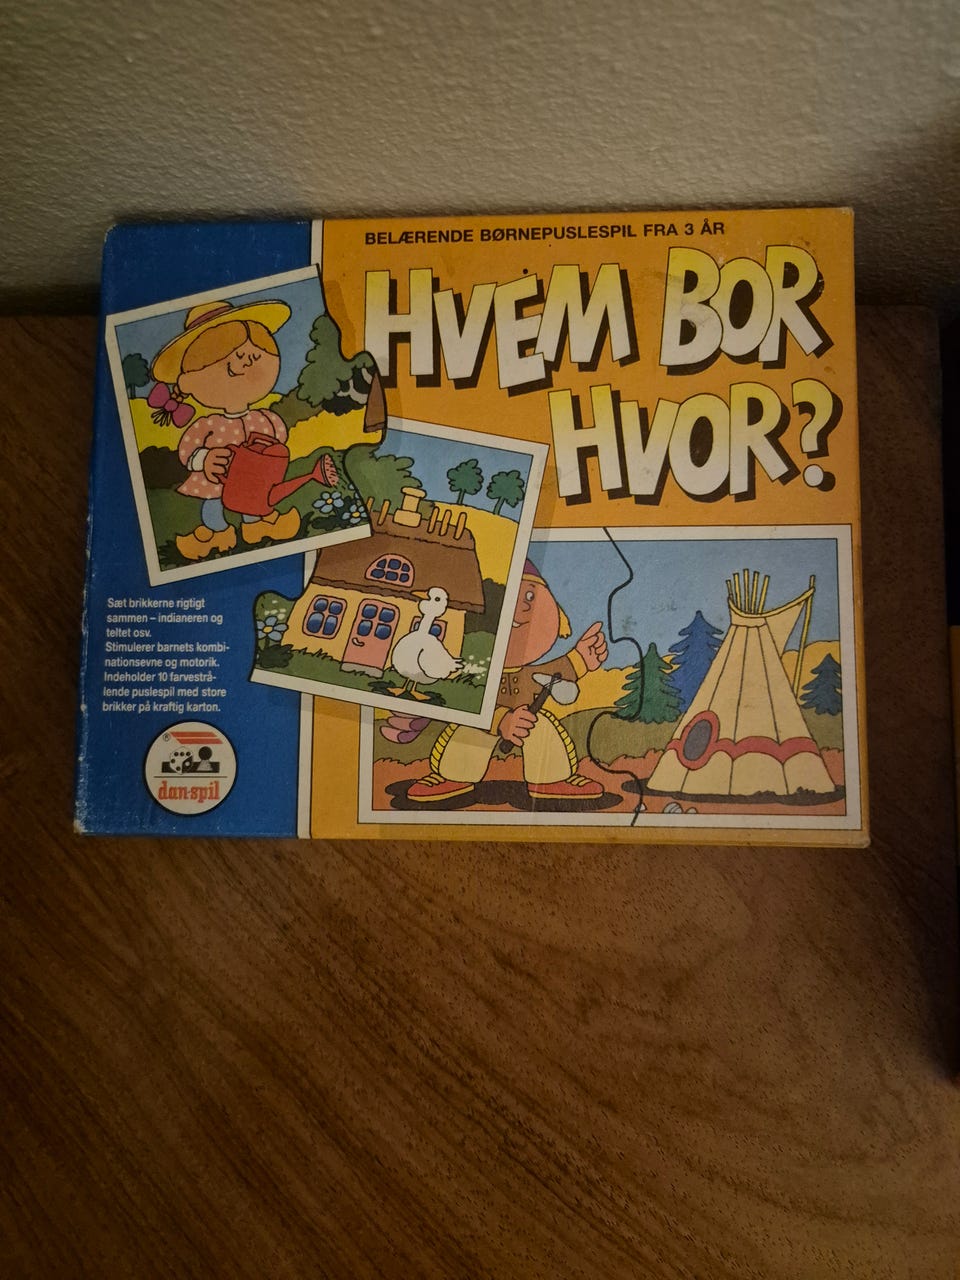 BELÆRENDE BØRNEPUSLESPIL FRA 3 ÅR
HVEM BOR
HVOR?
Sæt brikkerne rigtigt
sammen – indianeren og
teltet osv.
Stimulerer barnets kombi-
nationsevne og motorik.
Indeholder 10 farvestrå-
lende puslespil med store
brikker på kraftig karton.
®
dan-spil